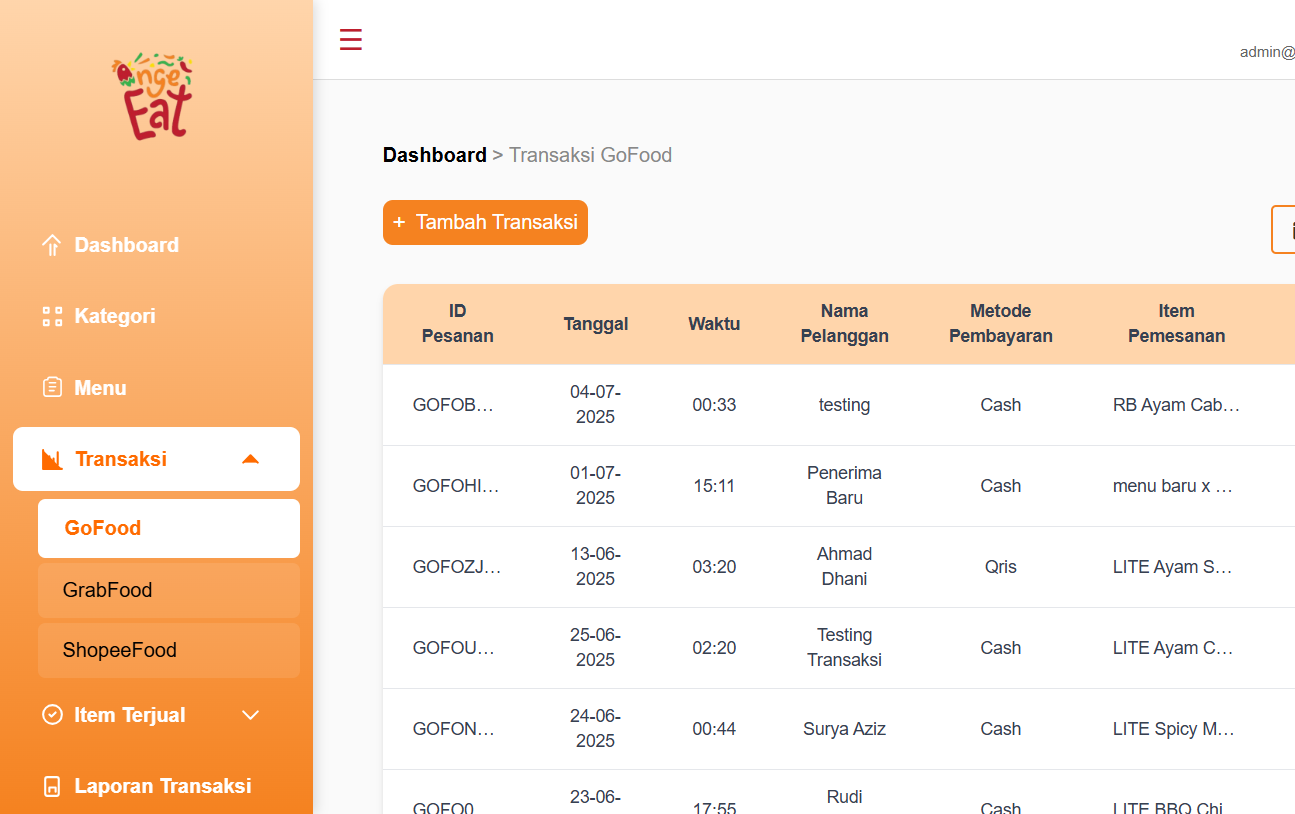 nge
Eat
admin@
Dashboard > Transaksi GoFood
+ Tambah Transaksi
Dashboard
Kategori
Menu
Transaksi
GoFood
GrabFood
ShopeeFood
Item Terjual
Laporan Transaksi
ID Pesanan Tanggal Waktu Nama Pelanggan Metode Pembayaran Item Pemesanan
GOFOB… 04-07-2025 00:33 testing Cash RB Ayam Cab…
GOFOHI… 01-07-2025 15:11 Penerima Baru Cash menu baru x …
GOFOZJ… 13-06-2025 03:20 Ahmad Dhani Qris LITE Ayam S…
GOFOU… 25-06-2025 02:20 Testing Transaksi Cash LITE Ayam C…
GOFON… 24-06-2025 00:44 Surya Aziz Cash LITE Spicy M…
23-06- 17:55 Rudi Cash LITE BBQ Chi